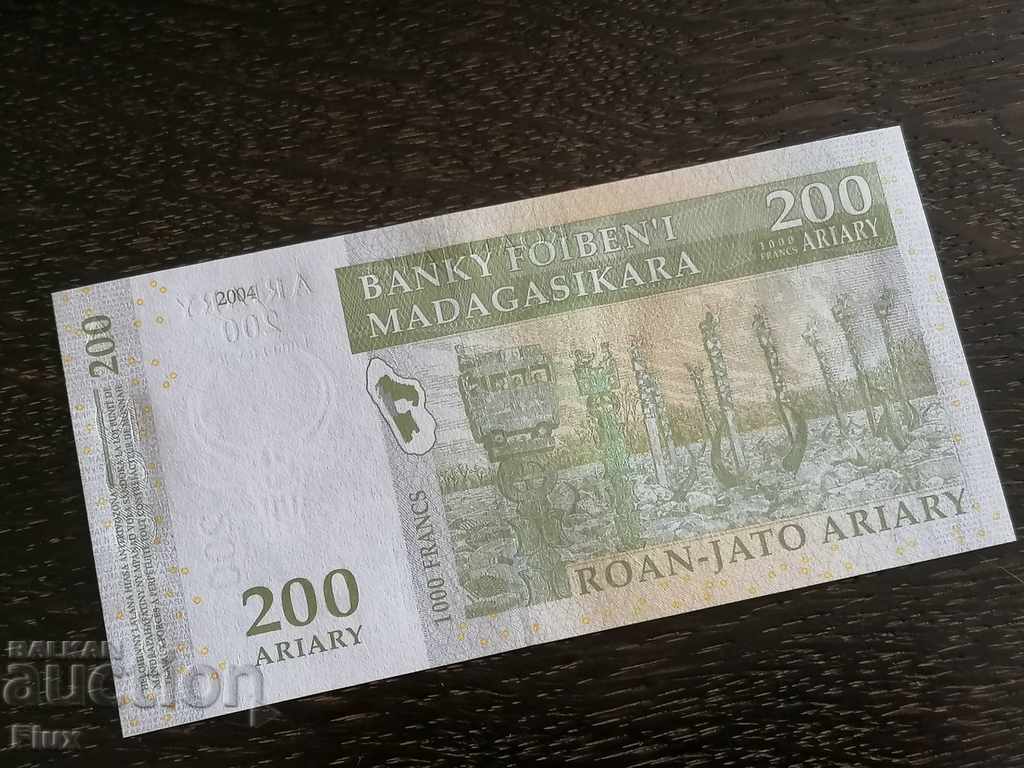 BANKY FOIBEN'I
MADAGASIKARA
200
1000
FRANCS
ARIARY
2004
200
1000 FRANCS
ROAN-JATO ARIARY
200
ARIARY
BALKAN
auction
Flux